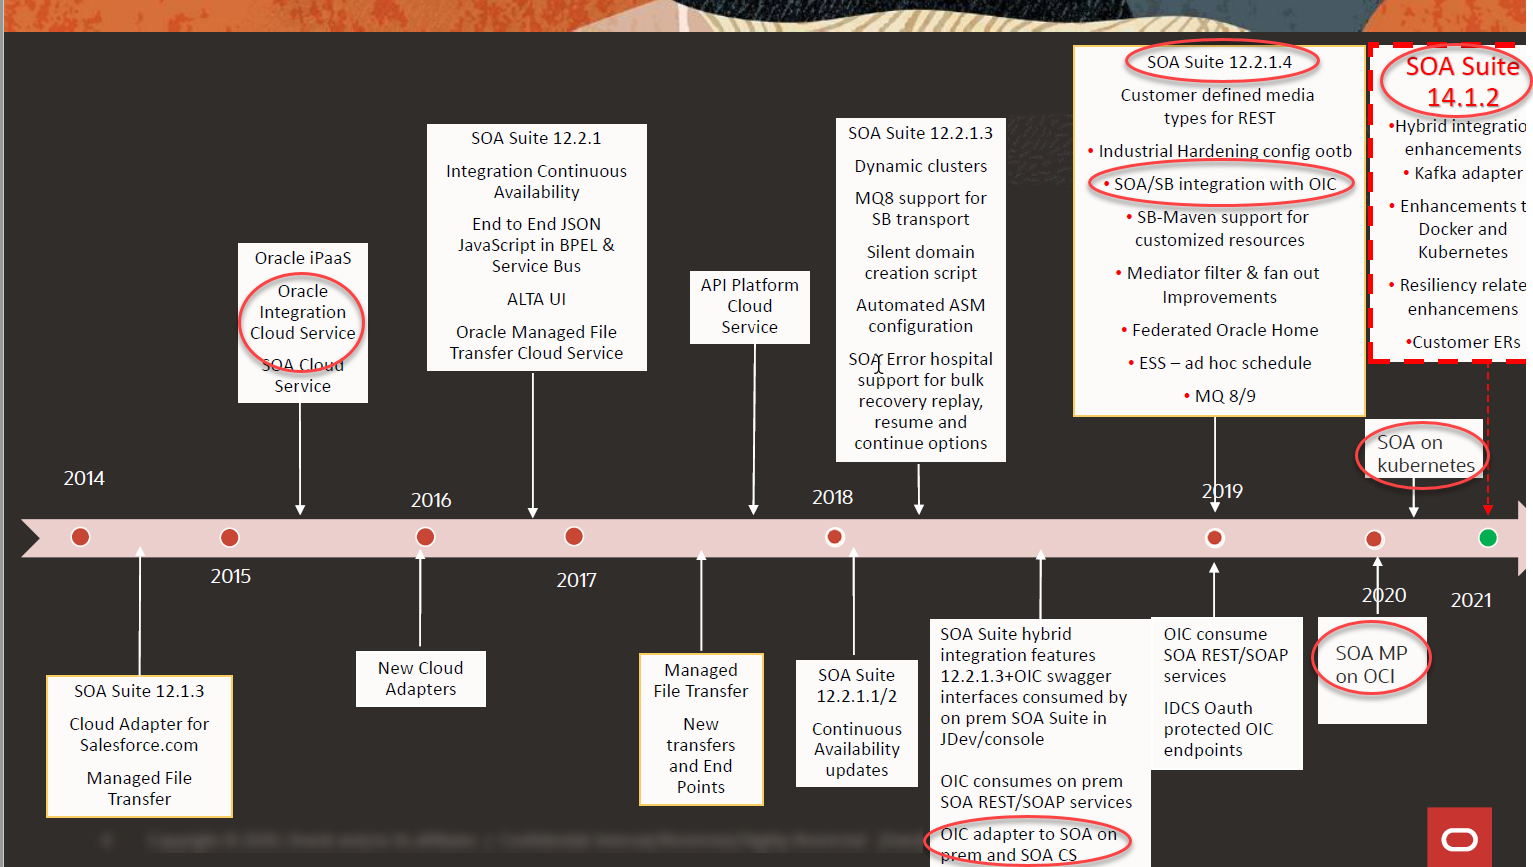 SOA Suite 12.2.1.4
Customer defined media
types for REST
• Industrial Hardening config ootb
• SOA/SB integration with OIC
• SB-Maven support for
customized resources
• Mediator filter & fan out
Improvements
• Federated Oracle Home
• ESS – ad hoc schedule
• MQ 8/9
SOA Suite
14.1.2
•Hybrid integratio
enhancements
• Kafka adapter
• Enhancements t
Docker and
Kubernetes
• Resiliency relate
enhancemens
•Customer ERs
SOA Suite 12.2.1.3
Dynamic clusters
MQ8 support for
SB transport
Silent domain
creation script
Automated ASM
configuration
SOA Error hospital
support for bulk
recovery replay,
resume and
continue options
SOA Suite 12.2.1
Integration Continuous
Availability
End to End JSON
JavaScript in BPEL &
Service Bus
ALTA UI
Oracle Managed File
Transfer Cloud Service
Oracle iPaaS
Oracle
Integration
Cloud Service
SOA Cloud
Service
API Platform
Cloud
Service
SOA on
kubernetes
2014
2016
2018
2019
2015
2017
2020
2021
SOA Suite 12.1.3
Cloud Adapter for
Salesforce.com
Managed File
Transfer
New Cloud
Adapters
Managed
File Transfer
New
transfers
and End
Points
SOA Suite
12.2.1.1/2
Continuous
Availability
updates
SOA Suite hybrid
integration features
12.2.1.3+OIC swagger
interfaces consumed by
on prem SOA Suite in
JDev/console
OIC consumes on prem
SOA REST/SOAP services
OIC adapter to SOA on
prem and SOA CS
OIC consume
SOA REST/SOAP
services
IDCS Oauth
protected OIC
endpoints
SOA MP
on OCI